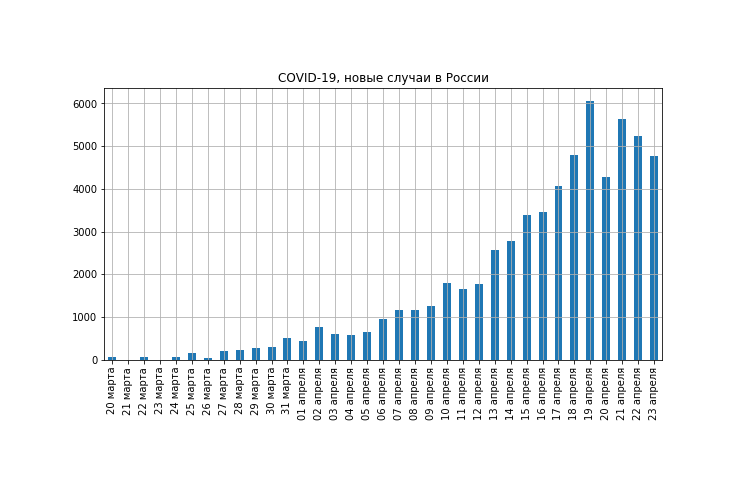 COVID-19, новые случаи в России
6000
5000
4000
3000
2000
1000
0
20 марта
21 марта
22 марта
23 марта
24 марта
25 марта
26 марта
27 марта
28 марта
29 марта
30 марта
31 марта
01 апреля
02 апреля
03 апреля
04 апреля
05 апреля
06 апреля
07 апреля
08 апреля
09 апреля
10 апреля
11 апреля
12 апреля
13 апреля
14 апреля
15 апреля
16 апреля
17 апреля
18 апреля
19 апреля
20 апреля
21 апреля
22 апреля
23 апреля